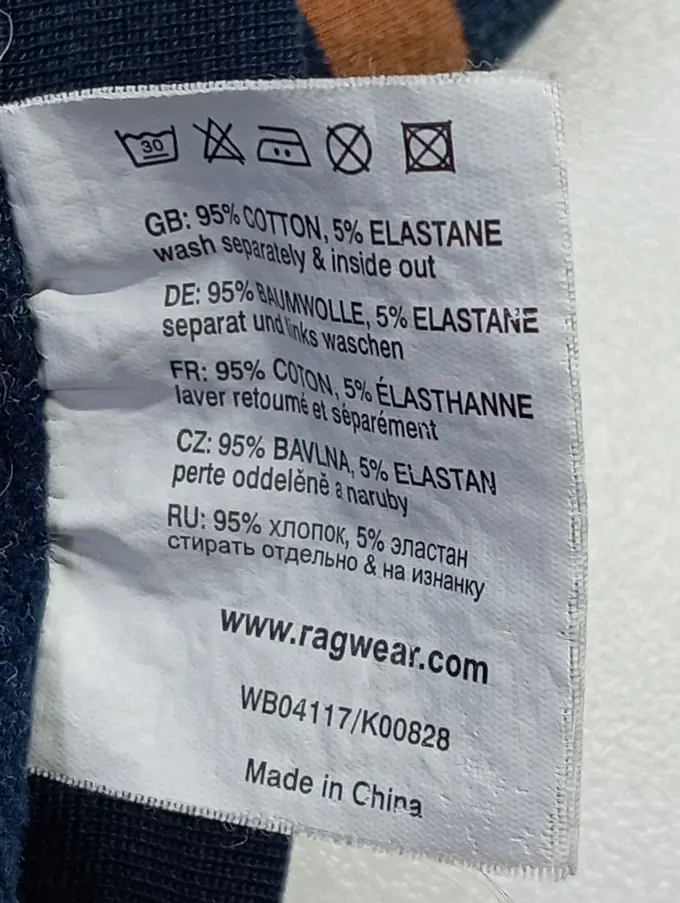 30
GB: 95% COTTON, 5% ELASTANE
wash separately & inside out
DE: 95% BAUMWOLLE, 5% ELASTANE
separat und links waschen
FR: 95% COTON, 5% ÉLASTHANNE
laver retourné et séparément
CZ: 95% BAVLNA, 5% ELASTAN
perte odděleně a naruby
RU: 95% хлопок, 5% эластан
стирать отдельно & на изнанку
www.ragwear.com
WB04117/K00828
Made in China